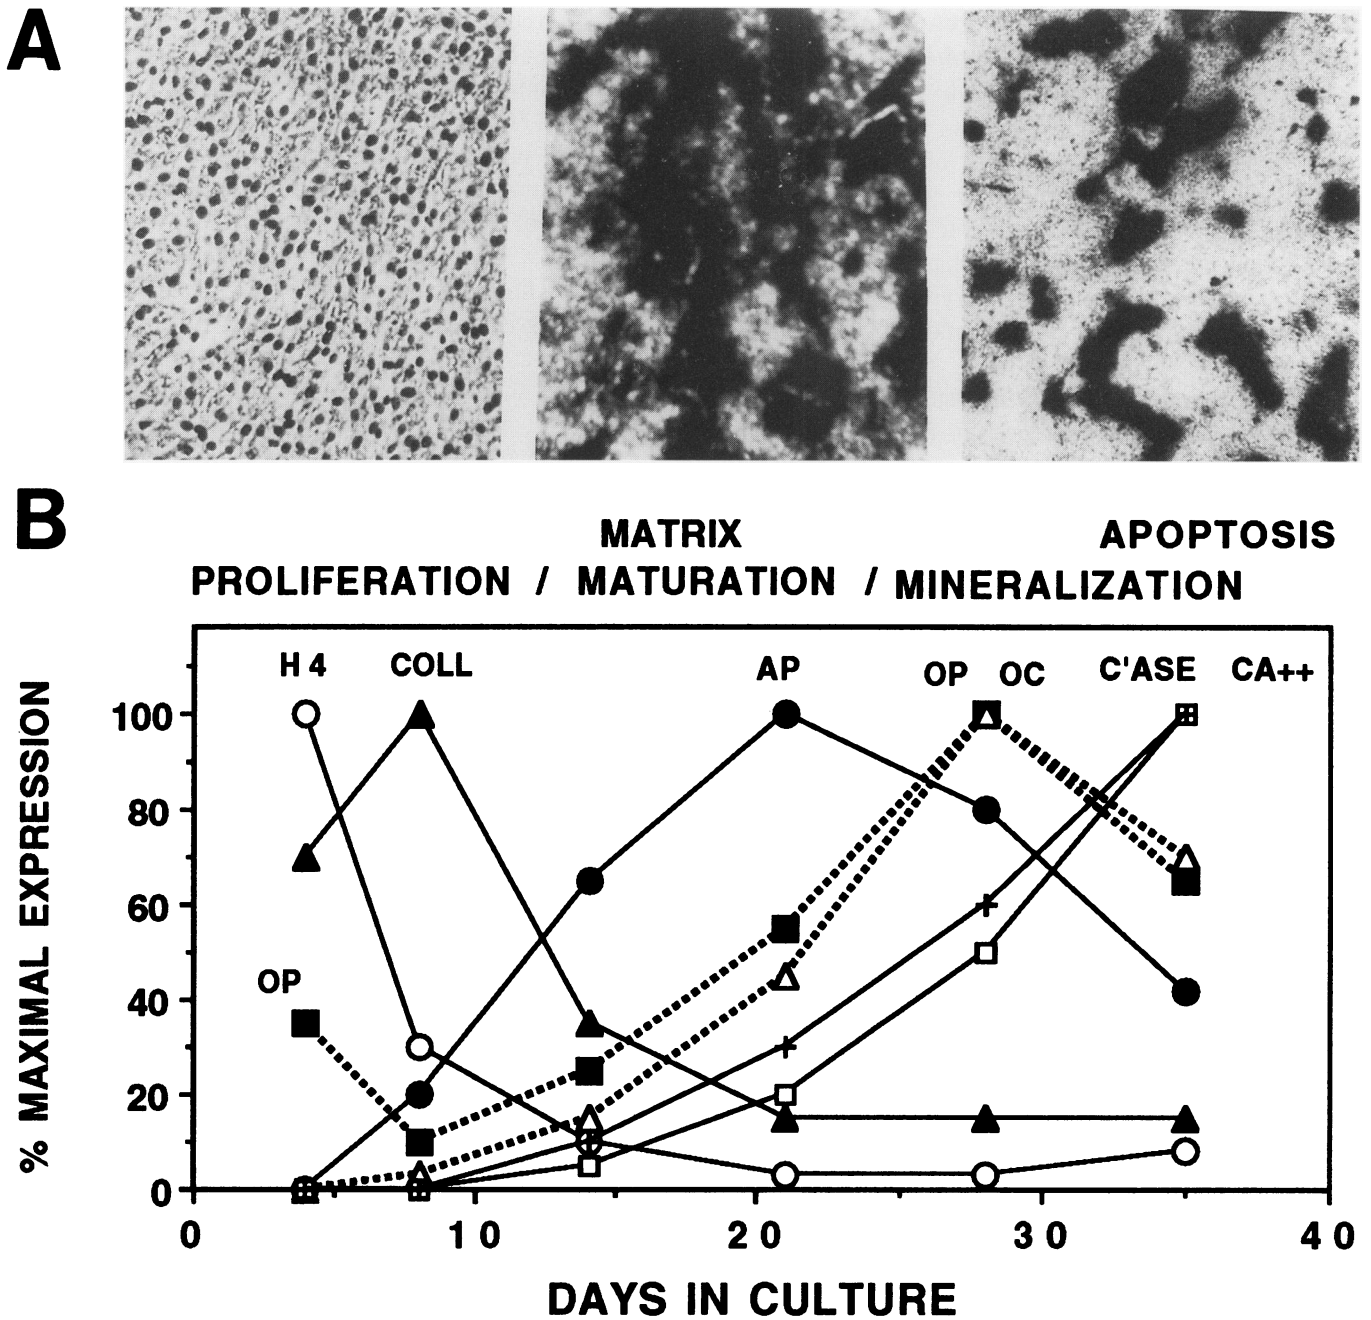 A
B
MATRIX APOPTOSIS
PROLIFERATION / MATURATION / MINERALIZATION
H4 COLL AP OP OC C'ASE CA++
OP
% MAXIMAL EXPRESSION
100
80
60
40
20
0
0 10 20 30 40
DAYS IN CULTURE